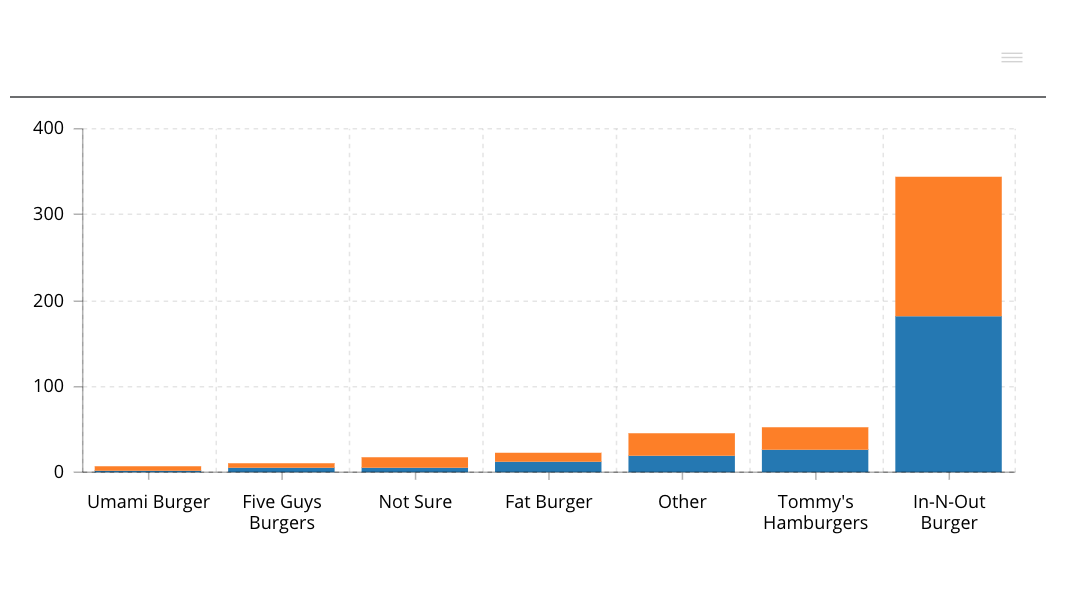 400
300
200
100
0
Umami Burger
Five Guys
Burgers
Not Sure
Fat Burger
Other
Tommy's
Hamburgers
In-N-Out
Burger